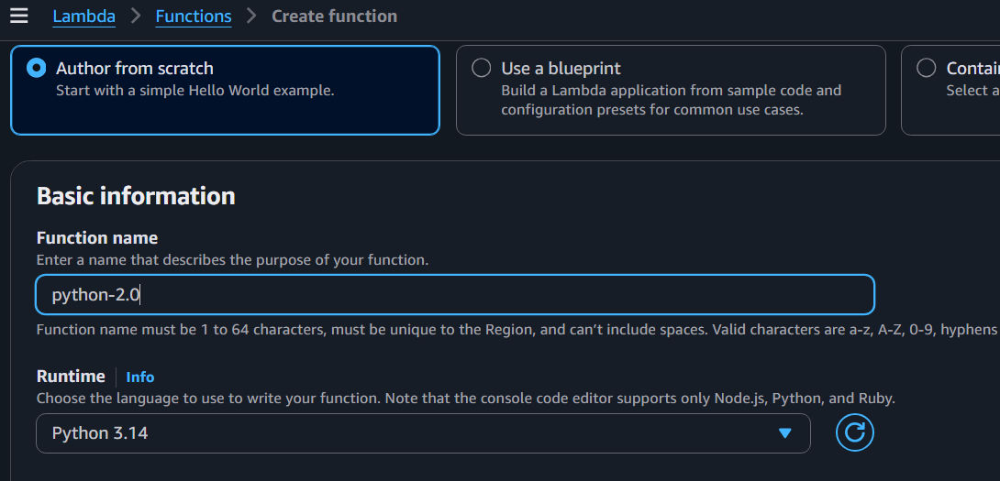 Lambda > Functions > Create function
Author from scratch
Start with a simple Hello World example.
Use a blueprint
Build a Lambda application from sample code and
configuration presets for common use cases.
Contai
Select a
Basic information
Function name
Enter a name that describes the purpose of your function.
python-2.0
Function name must be 1 to 64 characters, must be unique to the Region, and can’t include spaces. Valid characters are a-z, A-Z, 0-9, hyphens
Runtime Info
Choose the language to use to write your function. Note that the console code editor supports only Node.js, Python, and Ruby.
Python 3.14